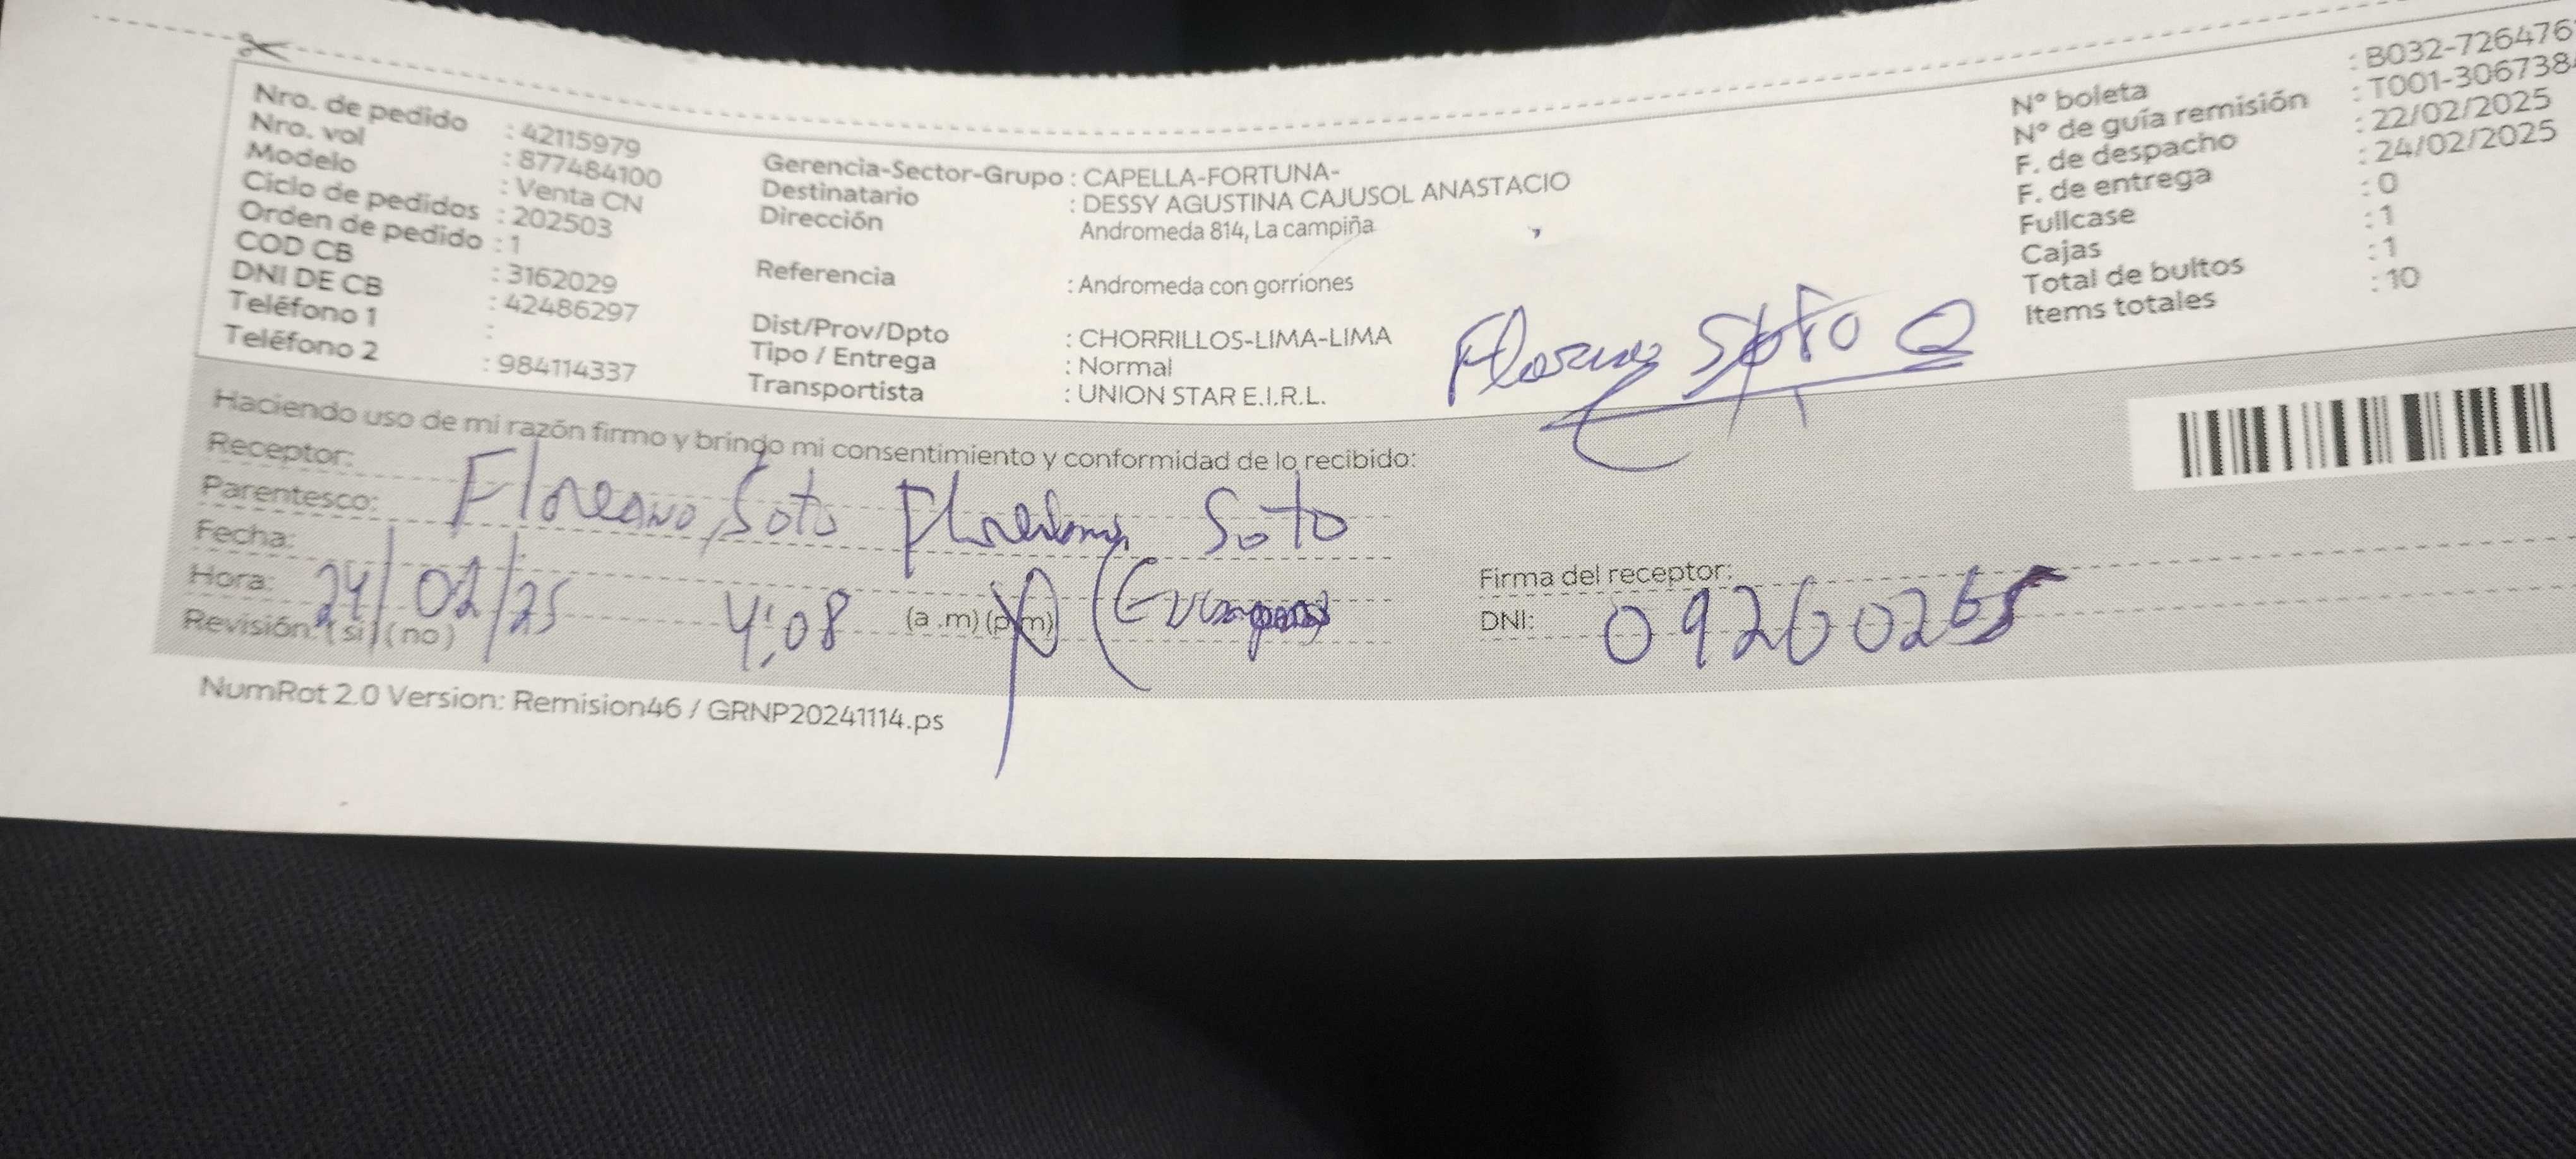 Nro. de pedido : 42115979
Nro. vol : 877484100
Modelo : Venta CN
Ciclo de pedidos : 202503
Orden de pedido : 1
COD CB : 3162029
DNI DE CB : 42486297
Teléfono 1 :
Teléfono 2 : 984114337
Gerencia-Sector-Grupo : CAPELLA-FORTUNA-
Destinatario : DESSY AGUSTINA CAJUSOL ANASTACIO
Dirección Andromeda 814, La campiña
Referencia : Andromeda con gorriones
Dist/Prov/Dpto : CHORRILLOS-LIMA-LIMA
Tipo / Entrega : Normal
Transportista : UNION STAR E.I.R.L.
N° boleta : B032-726476
N° de guía remisión : T001-306738
F. de despacho : 22/02/2025
F. de entrega : 24/02/2025
Fullcase : 0
Cajas : 1
Total de bultos : 1
Items totales : 10
Soto Q
Haciendo uso de mi razón firmo y brindo mi consentimiento y conformidad de lo recibido:
Receptor:
Parentesco: Floreano, Soto Soto
Fecha:
Hora: 24/02/25 4:08 (a.m) (p.m)
Revisión: (si) (no)
Firma del receptor:
DNI: 09260265
NumRot 2.0 Version: Remision46 / GRNP20241114.ps